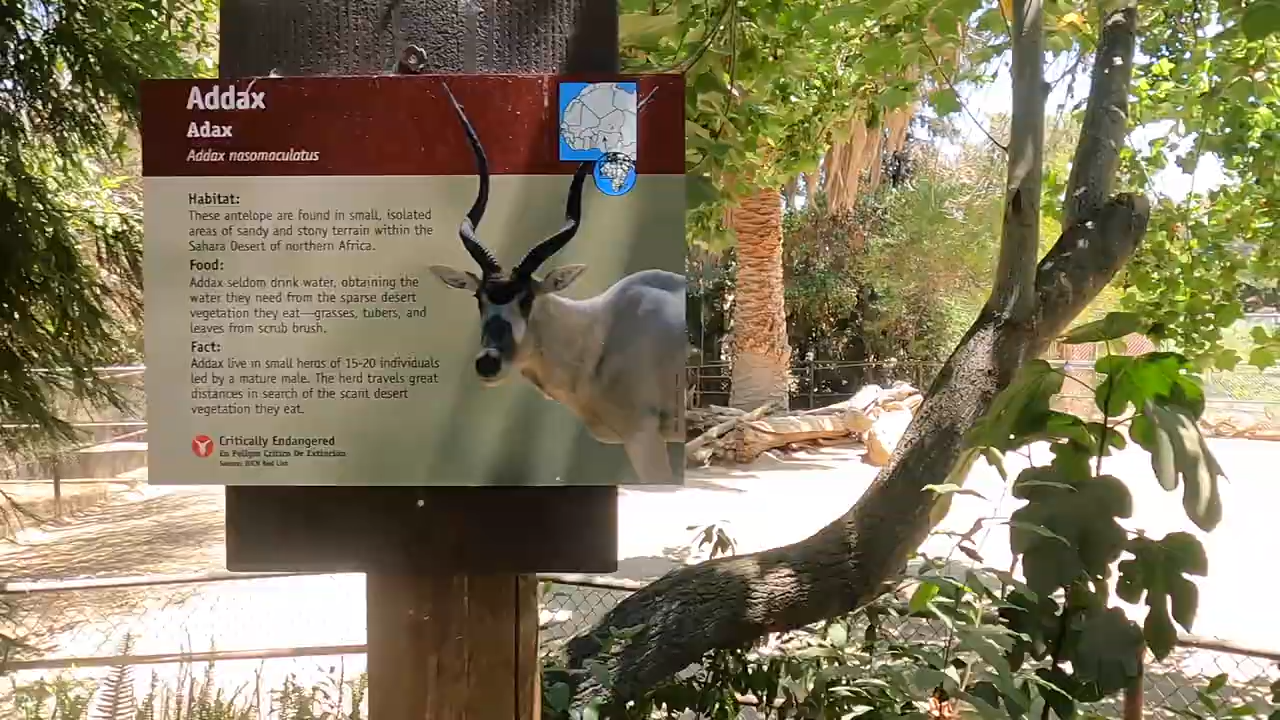 Addax
Adax
Addax nasomaculatus
Habitat:
These antelope are found in small, isolated
areas of sandy and stony terrain within the
Sahara Desert of northern Africa.
Food:
Addax seldom drink water, obtaining the
water they need from the sparse desert
vegetation they eat—grasses, tubers, and
leaves from scrub brush.
Fact:
Addax live in small herds of 15-20 individuals
led by a mature male. The herd travels great
distances in search of the scant desert
vegetation they eat.
Critically Endangered
En Peligro Crítico De Extinción
Source: IUCN Red List